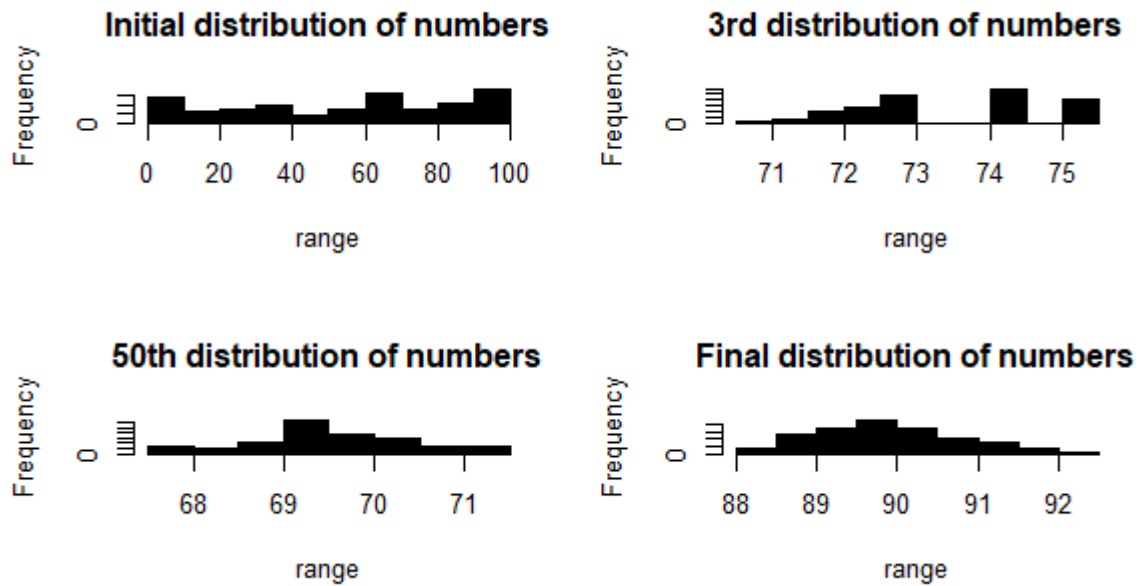 Initial distribution of numbers
Frequency
0
0 20 40 60 80 100
range
3rd distribution of numbers
Frequency
0
71 72 73 74 75
range
50th distribution of numbers
Frequency
0
68 69 70 71
range
Final distribution of numbers
Frequency
0
88 89 90 91 92
range